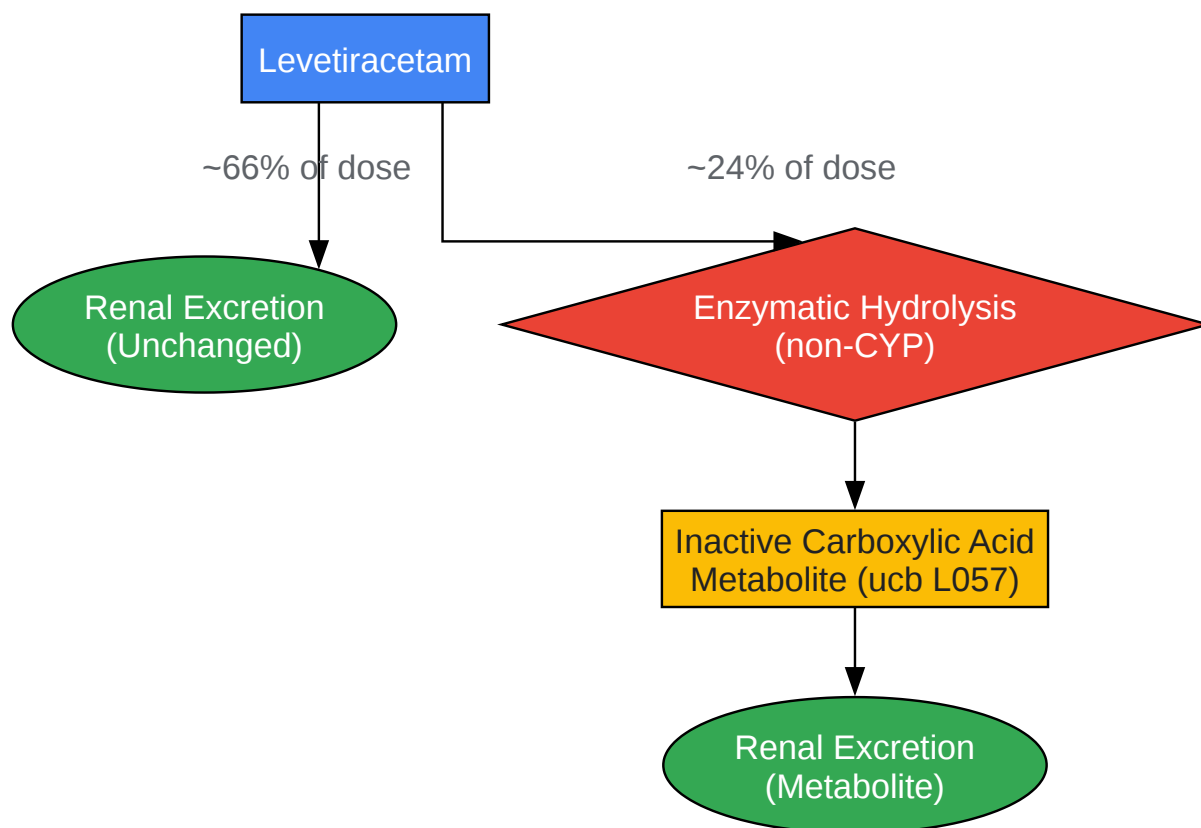 Levetiracetam
~66% of dose
~24% of dose
Renal Excretion
(Unchanged)
Enzymatic Hydrolysis
(non-CYP)
Inactive Carboxylic Acid
Metabolite (ucb L057)
Renal Excretion
(Metabolite)